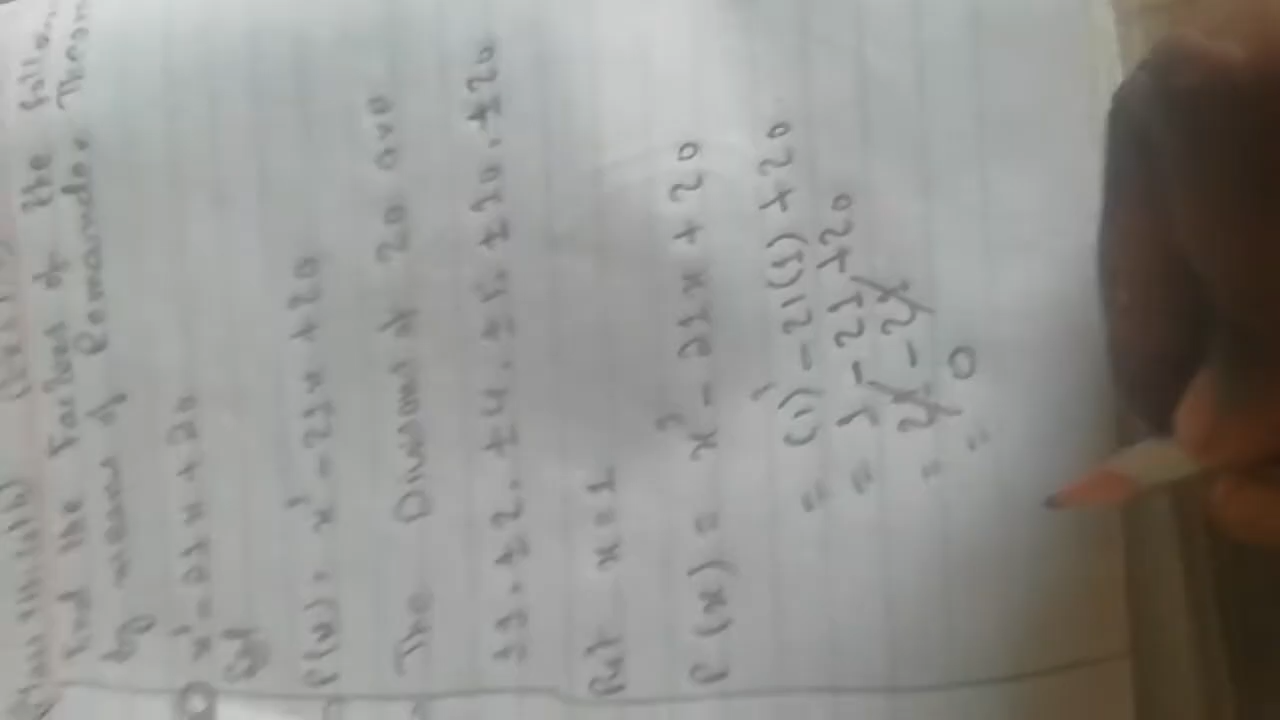 Find the Factors of the follow
by means of Remainder Theom
x³ - 21x + 20
Sol
P(x) = x³ - 21x + 20
The Divisors of 20 are
±1, ±2, ±4, ±5, ±10, ±20
Put x=1
P(x) = x³ - 21x + 20
= (1)³ - 21(1) + 20
= 1 - 21 + 20
= 21 - 21
= 0